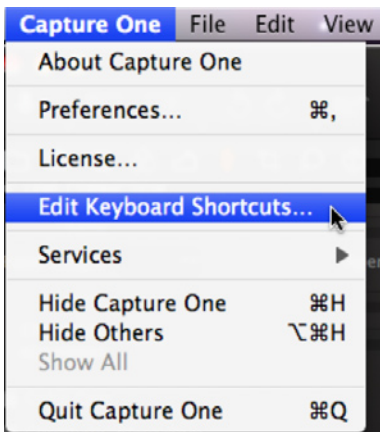 Capture One File Edit View
About Capture One
Preferences... ⌘,
License...
Edit Keyboard Shortcuts...
Services ▶
Hide Capture One ⌘H
Hide Others ⌥⌘H
Show All
Quit Capture One ⌘Q